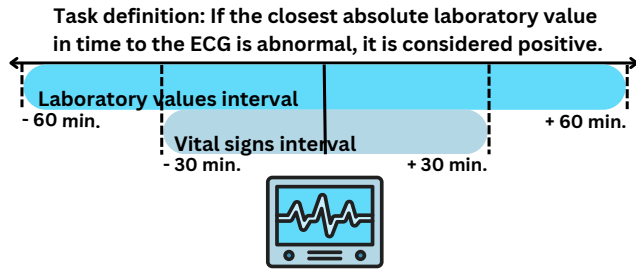 Task definition: If the closest absolute laboratory value
in time to the ECG is abnormal, it is considered positive.
Laboratory values interval
- 60 min.
+ 60 min.
Vital signs interval
- 30 min.
+ 30 min.